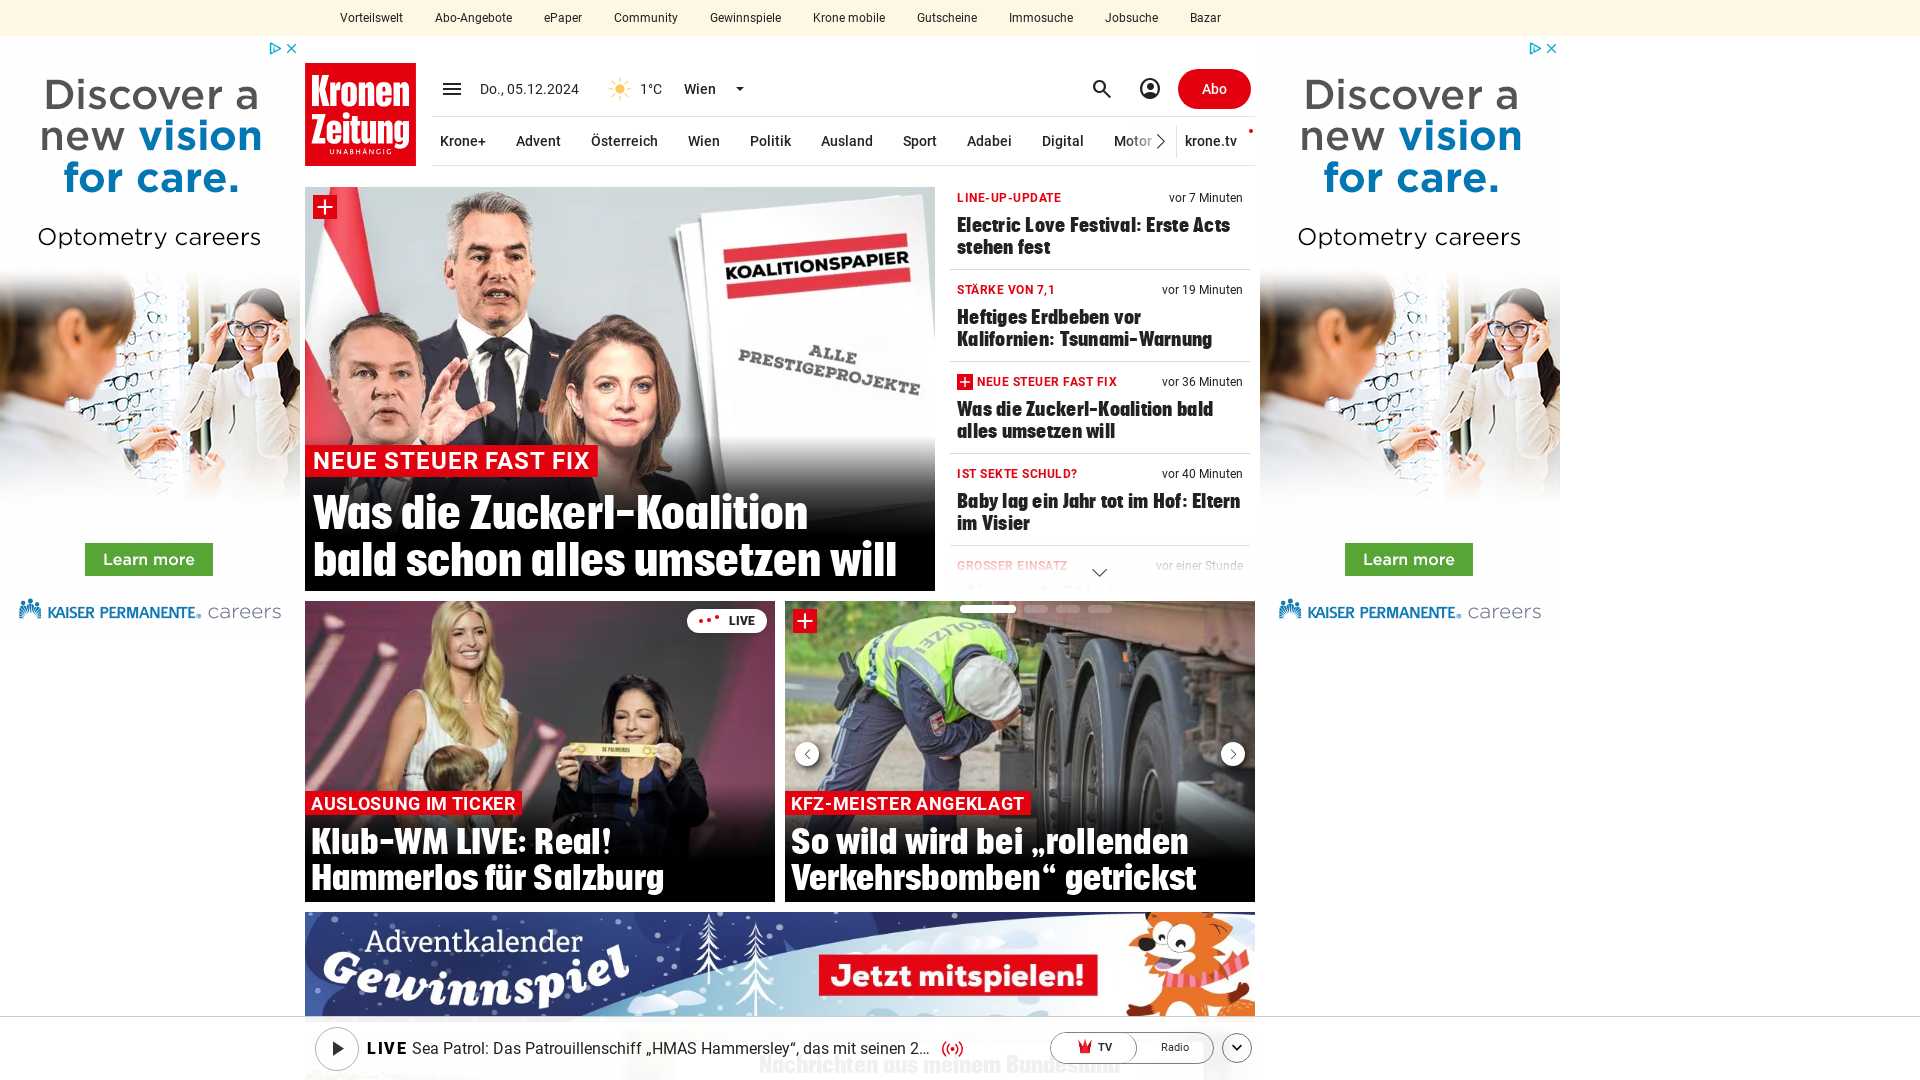 Vorteilswelt Abo-Angebote ePaper Community Gewinnspiele Krone mobile Gutscheine Immosuche Jobsuche Bazar
Discover a
new vision
for care.
Optometry careers
Learn more
KAISER PERMANENTE® careers
Kronen
Zeitung
UNABHÄNGIG
Do., 05.12.2024 1°C Wien
Abo
Krone+ Advent Österreich Wien Politik Ausland Sport Adabei Digital Motor krone.tv
KOALITIONSPAPIER
ALLE
PRESTIGEPROJEKTE
NEUE STEUER FAST FIX
Was die Zuckerl-Koalition
bald schon alles umsetzen will
LINE-UP-UPDATE vor 7 Minuten
Electric Love Festival: Erste Acts
stehen fest
STÄRKE VON 7,1 vor 19 Minuten
Heftiges Erdbeben vor
Kalifornien: Tsunami-Warnung
NEUE STEUER FAST FIX vor 36 Minuten
Was die Zuckerl-Koalition bald
alles umsetzen will
IST SEKTE SCHULD? vor 40 Minuten
Baby lag ein Jahr tot im Hof: Eltern
im Visier
GROSSER EINSATZ vor einer Stunde
Discover a
new vision
for care.
Optometry careers
Learn more
KAISER PERMANENTE® careers
LIVE
AUSLOSUNG IM TICKER
Klub-WM LIVE: Real!
Hammerlos für Salzburg
POLIZEI
KFZ-MEISTER ANGEKLAGT
So wild wird bei „rollenden
Verkehrsbomben“ getrickst
Adventkalender
Gewinnspiel
Jetzt mitspielen!
LIVE Sea Patrol: Das Patrouillenschiff „HMAS Hammersley“, das mit seinen 2...
TV Radio
Nachrichten aus meinem Bundesland